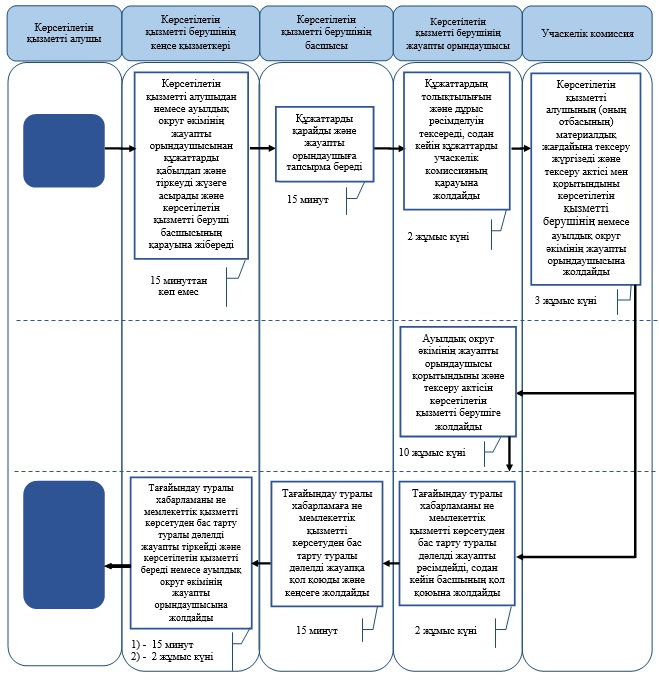 Көрсетілетін
қызметті алушы
Көрсетілетін
қызметті берушінің
кеңсе қызметкері
Көрсетілетін
қызметті берушінің
басшысы
Көрсетілетін
қызметті берушінің
жауапты орындаушысы
Учаскелік комиссия
Көрсетілетін
қызметті алушыдан
немесе ауылдық
округ әкімінің
жауапты
орындаушысынан
құжаттарды
қабылдап және
тіркеуді жүзеге
асырады және
көрсетілетін
қызметті беруші
басшысының
қарауына жібереді
15 минуттан
көп емес
Құжаттарды
қарайды және
жауапты
орындаушыға
тапсырма береді
15 минут
Құжаттардың
толықтылығын
және дұрыс
рәсімделуін
тексереді, содан
кейін құжаттарды
учаскелік
комиссияның
қарауына
жолдайды
2 жұмыс күні
Көрсетілетін
қызметті
алушының (оның
отбасының)
материалдық
жағдайына тексеру
жүргізеді және
тексеру актісі мен
қорытындыны
көрсетілетін
қызметті
берушінің немесе
ауылдық округ
әкімінің жауапты
орындаушысына
жолдайды
3 жұмыс күні
Ауылдық округ
әкімінің жауапты
орындаушысы
қорытындыны және
тексеру актісін
көрсетілетін
қызметті берушіге
жолдайды
10 жұмыс күні
Тағайындау туралы
хабарламаны не
мемлекеттік қызметті
көрсетуден бас тарту
туралы дәлелді
жауапты тіркейді және
көрсетілетін қызметті
береді немесе ауылдық
округ әкімінің
жауапты
орындаушысына
жолдайды
1) - 15 минут
2) - 2 жұмыс күні
Тағайындау туралы
хабарламаға не
мемлекеттік
қызметті
көрсетуден бас
тарту туралы
дәлелді жауапқа
қол қоюды және
кеңсеге жолдайды
15 минут
Тағайындау туралы
хабарламаны не
мемлекеттік
қызметті көрсетуден
бас тарту туралы
дәлелді жауапты
рәсімдейді, содан
кейін басшының қол
қоюына жолдайды
2 жұмыс күні